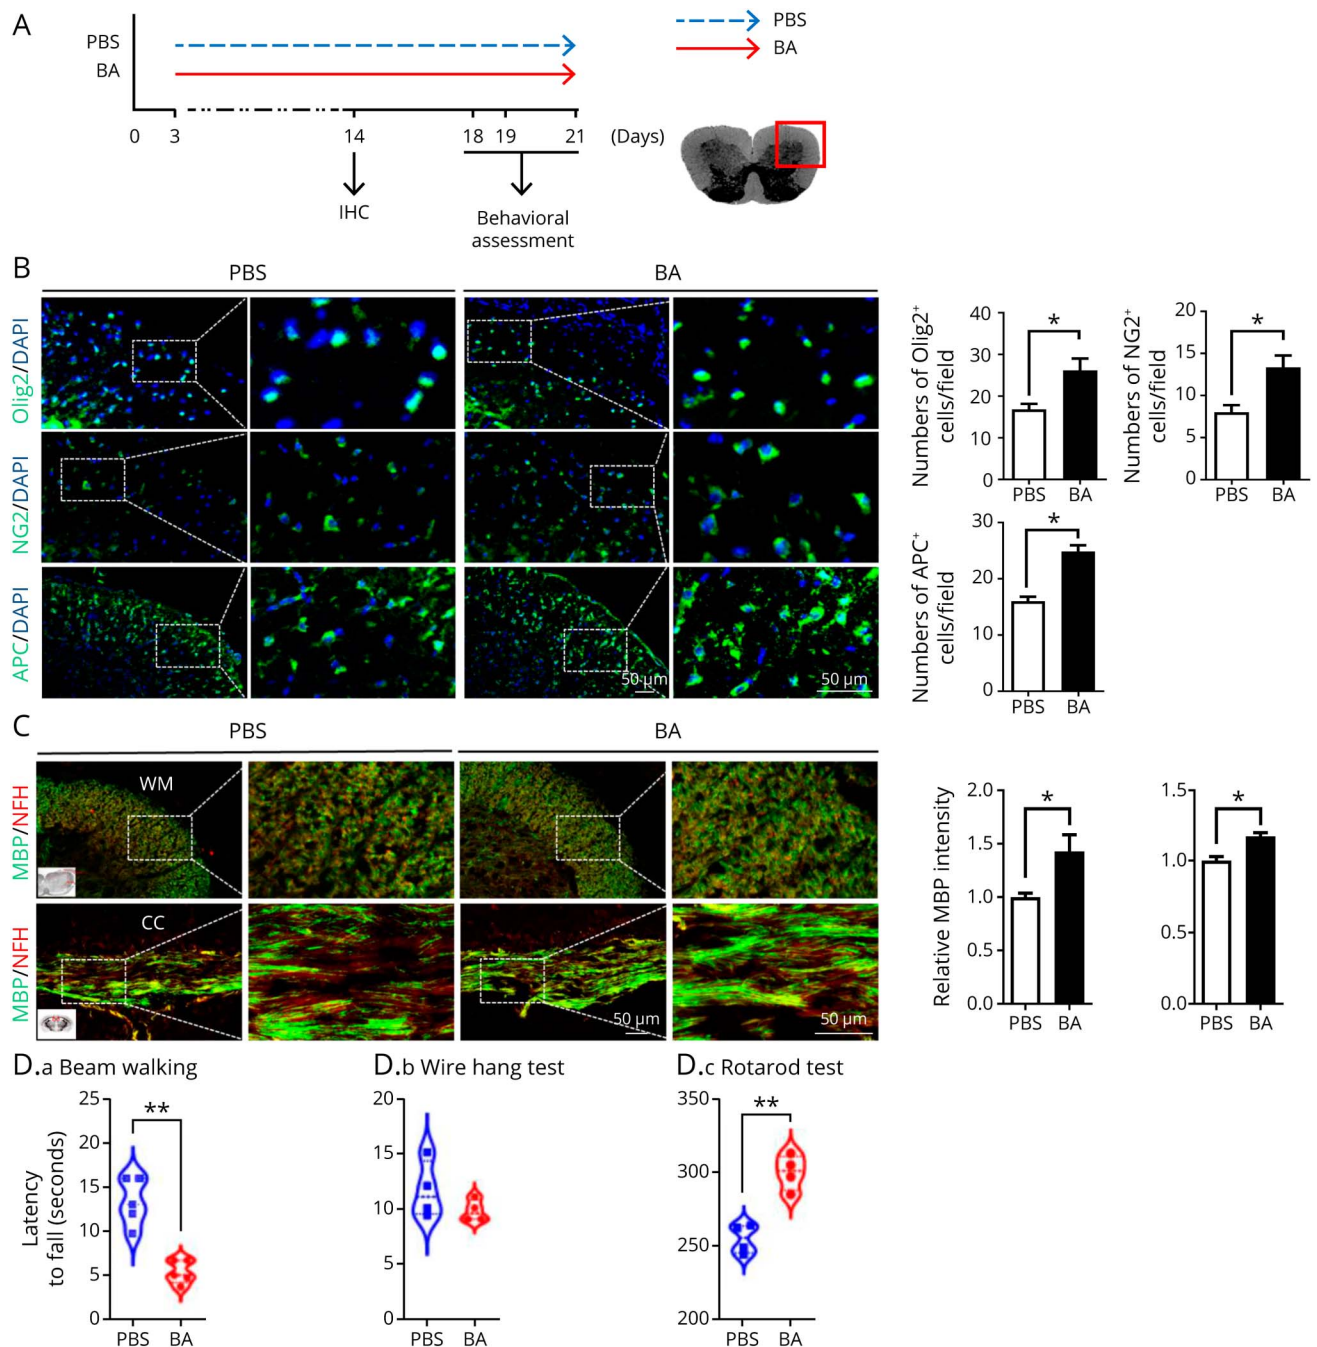 A
PBS
BA
PBS
BA
0 3 14 18 19 21 (Days)
IHC
Behavioral
assessment
B
PBS BA
Olig2/DAPI
NG2/DAPI
APC/DAPI
50 μm 50 μm
Numbers of Olig2+
cells/field
40
30
20
10
0
*
PBS BA
Numbers of NG2+
cells/field
20
15
10
5
0
*
PBS BA
Numbers of APC+
cells/field
30
20
10
0
*
PBS BA
C
PBS BA
MBP/NFH
WM
MBP/NFH
CC
50 μm 50 μm
Relative MBP intensity
2.0
1.5
1.0
0.5
0.0
*
PBS BA
1.5
1.0
0.5
0.0
*
PBS BA
D.a Beam walking
Latency
to fall (seconds)
25
20
15
10
5
0
**
PBS BA
D.b Wire hang test
20
15
10
5
0
PBS BA
D.c Rotarod test
350
300
250
200
**
PBS BA